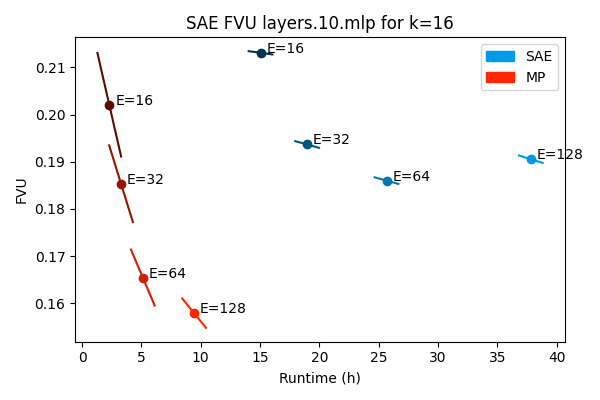 SAE FVU layers.10.mlp for k=16
SAE
MP
FVU
0.21
0.20
0.19
0.18
0.17
0.16
E=16
E=32
E=64
E=128
E=16
E=32
E=64
E=128
0 5 10 15 20 25 30 35 40
Runtime (h)